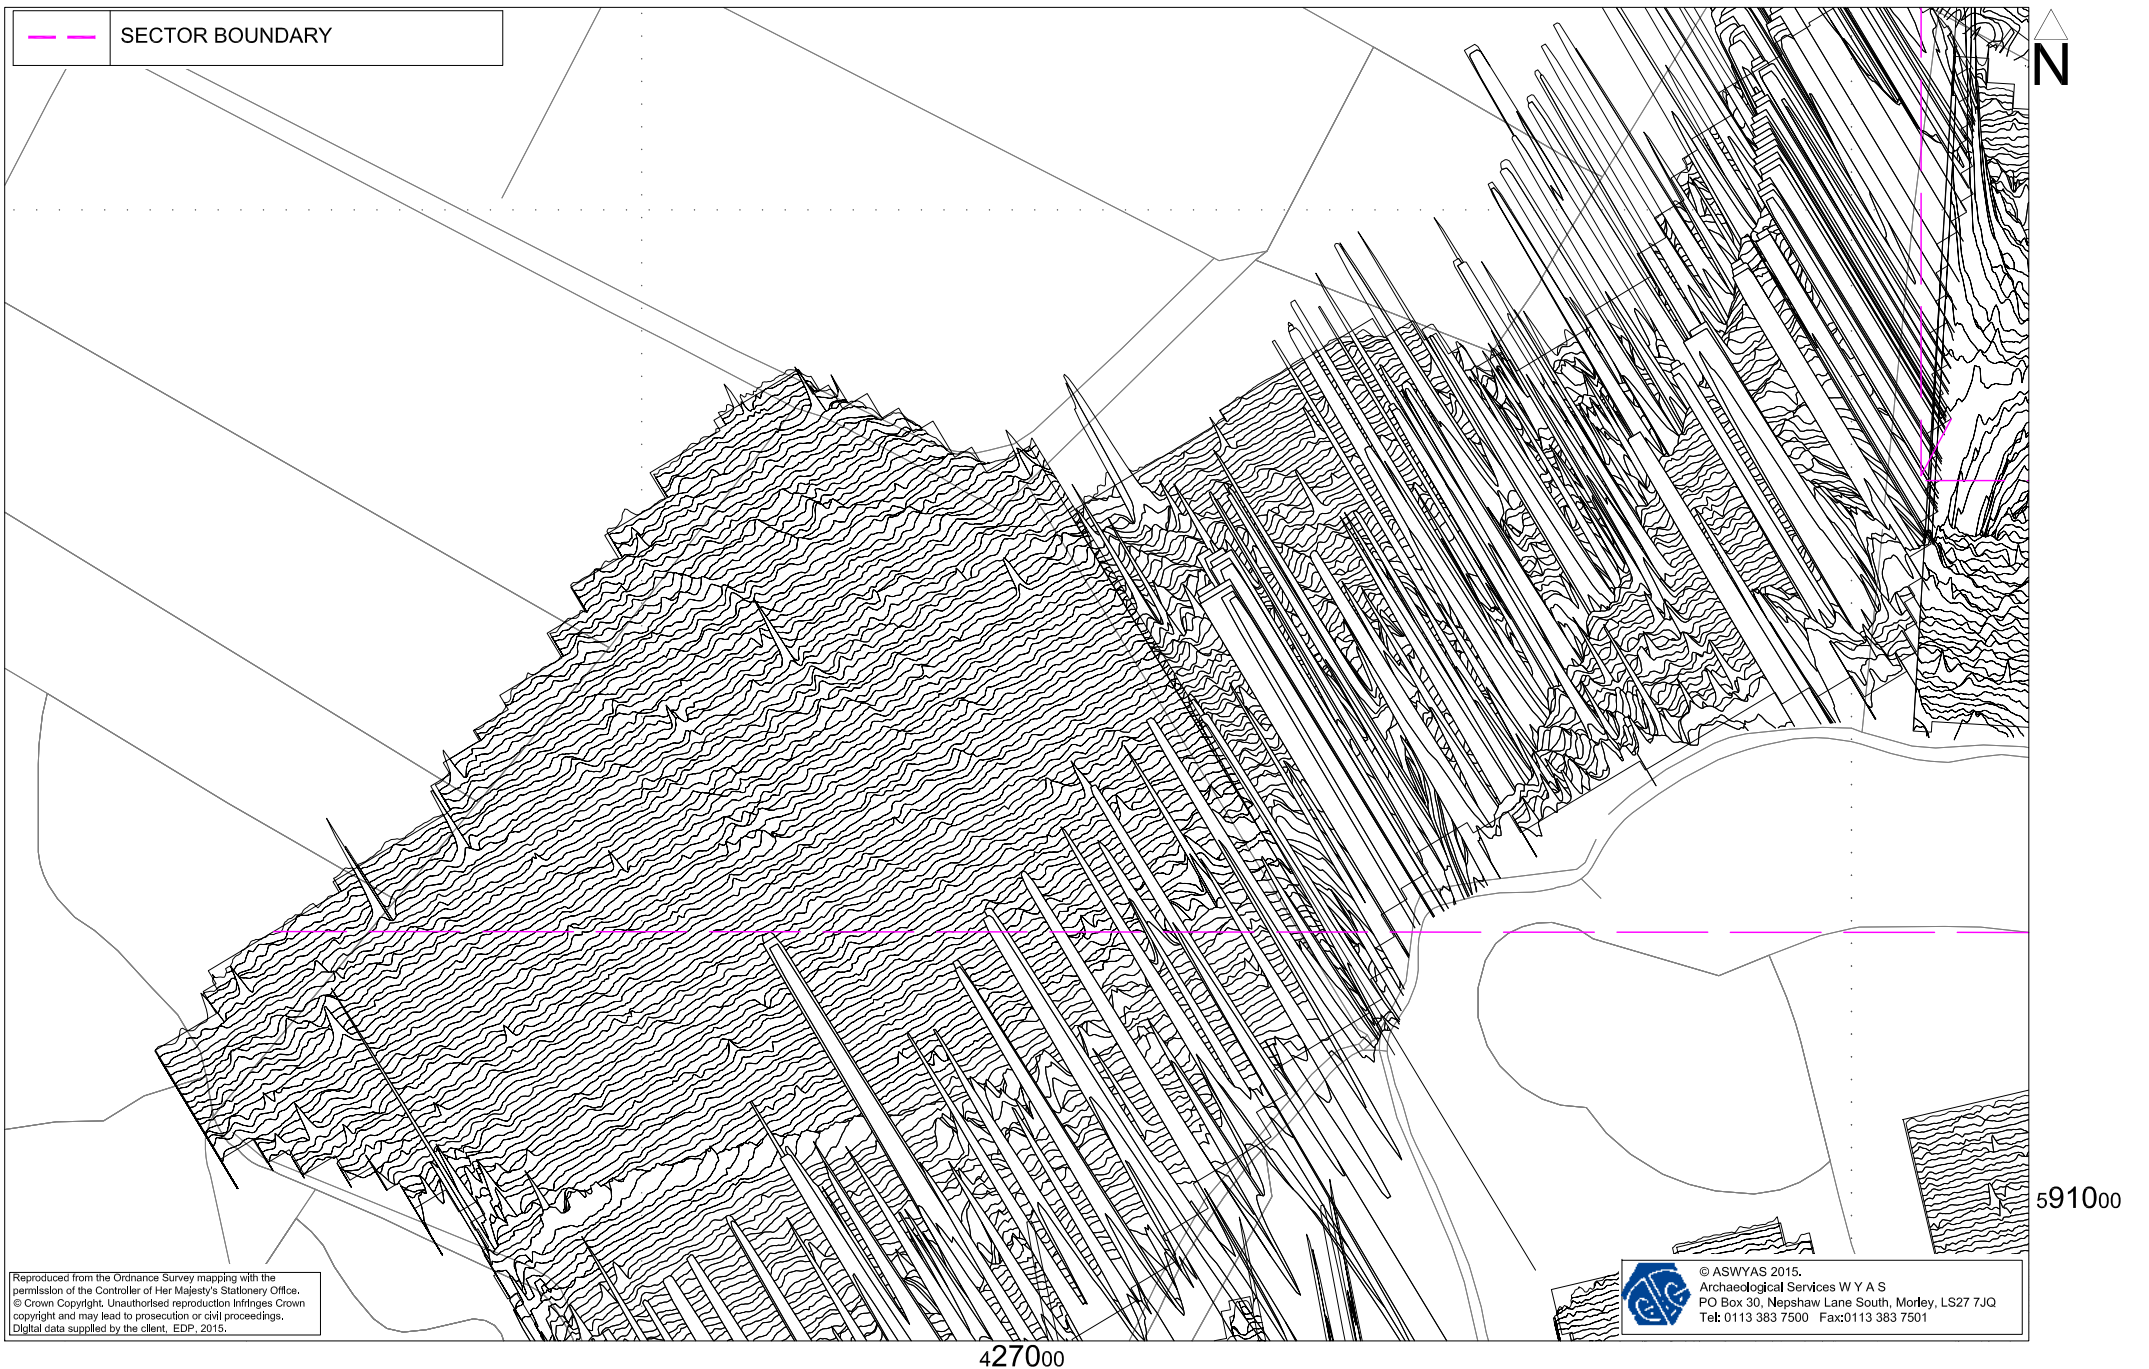 SECTOR BOUNDARY
N
591000
Reproduced from the Ordnance Survey mapping with the
permission of the Controller of Her Majesty's Stationery Office.
© Crown Copyright. Unauthorised reproduction infringes Crown
copyright and may lead to prosecution or civil proceedings.
Digital data supplied by the client, EDP, 2015.
© ASWYAS 2015.
Archaeological Services W Y A S
PO Box 30, Nepshaw Lane South, Morley, LS27 7JQ
Tel: 0113 383 7500 Fax:0113 383 7501
427000